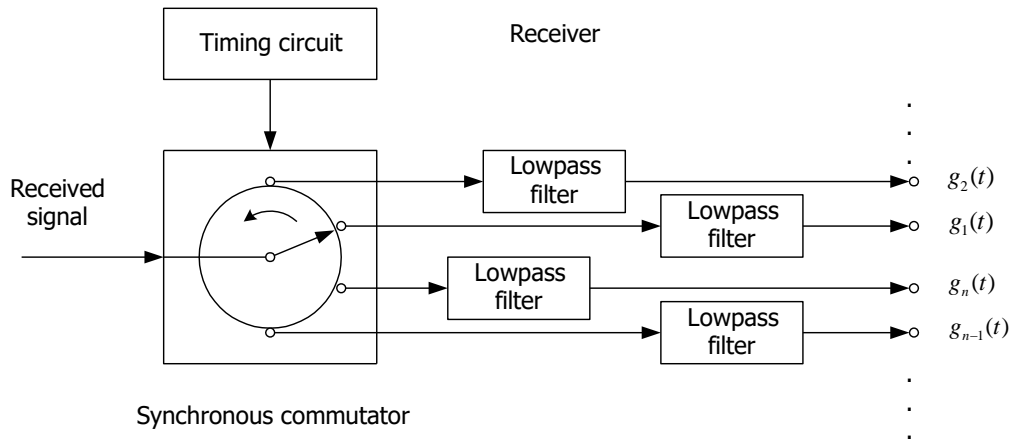 Timing circuit
Receiver
Received
signal
Lowpass
filter
g₂(t)
Lowpass
filter
g₁(t)
Lowpass
filter
gₙ(t)
Lowpass
filter
gₙ₋₁(t)
Synchronous commutator